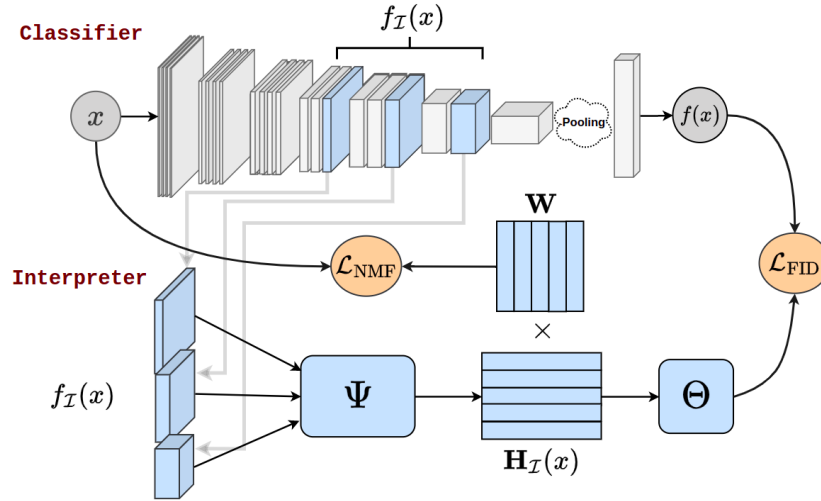 f_ℐ(x)
Classifier
x
Pooling
f(x)
W
ℒ_NMF
ℒ_FID
Interpreter
×
f_ℐ(x)
Ψ
Θ
H_ℐ(x)